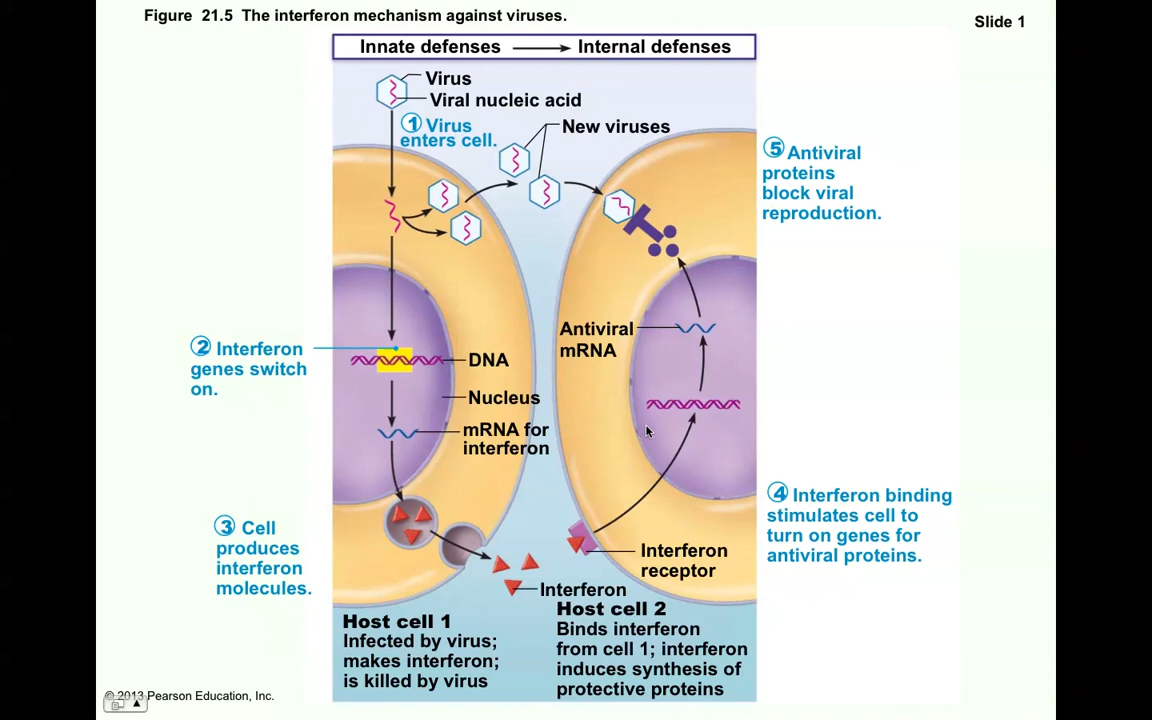 Figure 21.5 The interferon mechanism against viruses.
Slide 1
Innate defenses
Internal defenses
Virus
Viral nucleic acid
1 Virus
enters cell.
New viruses
5 Antiviral
proteins
block viral
reproduction.
Antiviral
mRNA
2 Interferon
genes switch
on.
DNA
Nucleus
mRNA for
interferon
4 Interferon binding
stimulates cell to
turn on genes for
antiviral proteins.
3 Cell
produces
interferon
molecules.
Interferon
receptor
Interferon
Host cell 1
Infected by virus;
makes interferon;
is killed by virus
Host cell 2
Binds interferon
from cell 1; interferon
induces synthesis of
protective proteins
© 2013 Pearson Education, Inc.